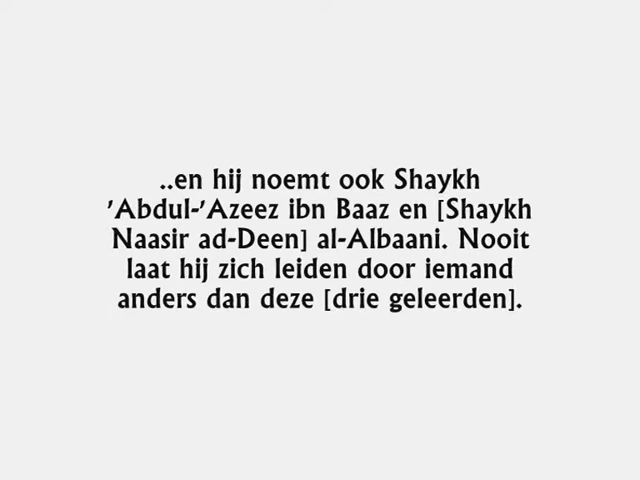 ..en hij noemt ook Shaykh
'Abdul-'Azeez ibn Baaz en [Shaykh
Naasir ad-Deen] al-Albaani. Nooit
laat hij zich leiden door iemand
anders dan deze [drie geleerden].